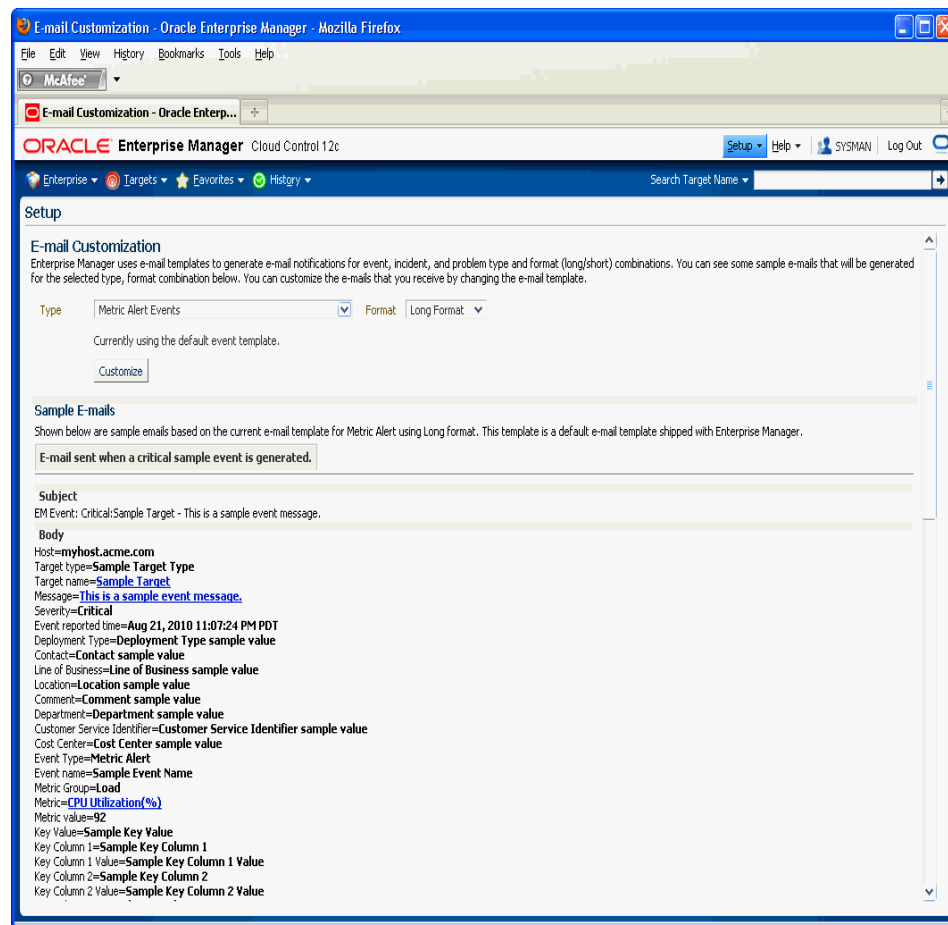 E-mail Customization - Oracle Enterprise Manager - Mozilla Firefox
File Edit View History Bookmarks Tools Help
McAfee
E-mail Customization - Oracle Enterp...
ORACLE Enterprise Manager Cloud Control 12c Setup Help SYSMAN Log Out
Enterprise Targets Favorites History Search Target Name
Setup
E-mail Customization
Enterprise Manager uses e-mail templates to generate e-mail notifications for event, incident, and problem type and format (long/short) combinations. You can see some sample e-mails that will be generated
for the selected type, format combination below. You can customize the e-mails that you receive by changing the e-mail template.
Type Metric Alert Events Format Long Format
Currently using the default event template.
Customize
Sample E-mails
Shown below are sample emails based on the current e-mail template for Metric Alert using Long format. This template is a default e-mail template shipped with Enterprise Manager.
E-mail sent when a critical sample event is generated.
Subject
EM Event: Critical:Sample Target - This is a sample event message.
Body
Host=myhost.acme.com
Target type=Sample Target Type
Target name=Sample Target
Message=This is a sample event message.
Severity=Critical
Event reported time=Aug 21, 2010 11:07:24 PM PDT
Deployment Type=Deployment Type sample value
Contact=Contact sample value
Line of Business=Line of Business sample value
Location=Location sample value
Comment=Comment sample value
Department=Department sample value
Customer Service Identifier=Customer Service Identifier sample value
Cost Center=Cost Center sample value
Event Type=Metric Alert
Event name=Sample Event Name
Metric Group=Load
Metric=CPU Utilization(%)
Metric value=92
Key Value=Sample Key Value
Key Column 1=Sample Key Column 1
Key Column 1 Value=Sample Key Column 1 Value
Key Column 2=Sample Key Column 2
Key Column 2 Value=Sample Key Column 2 Value